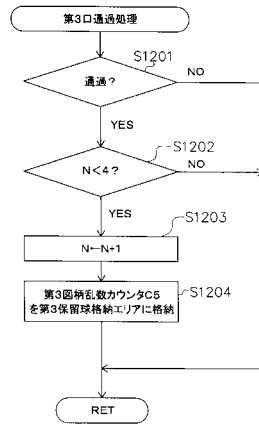 第3口通過処理
S1201
通過?
NO
YES
S1202
N<4?
NO
YES
S1203
N←N+1
S1204
第3図柄乱数カウンタC5
を第3保留球格納エリアに格納
RET